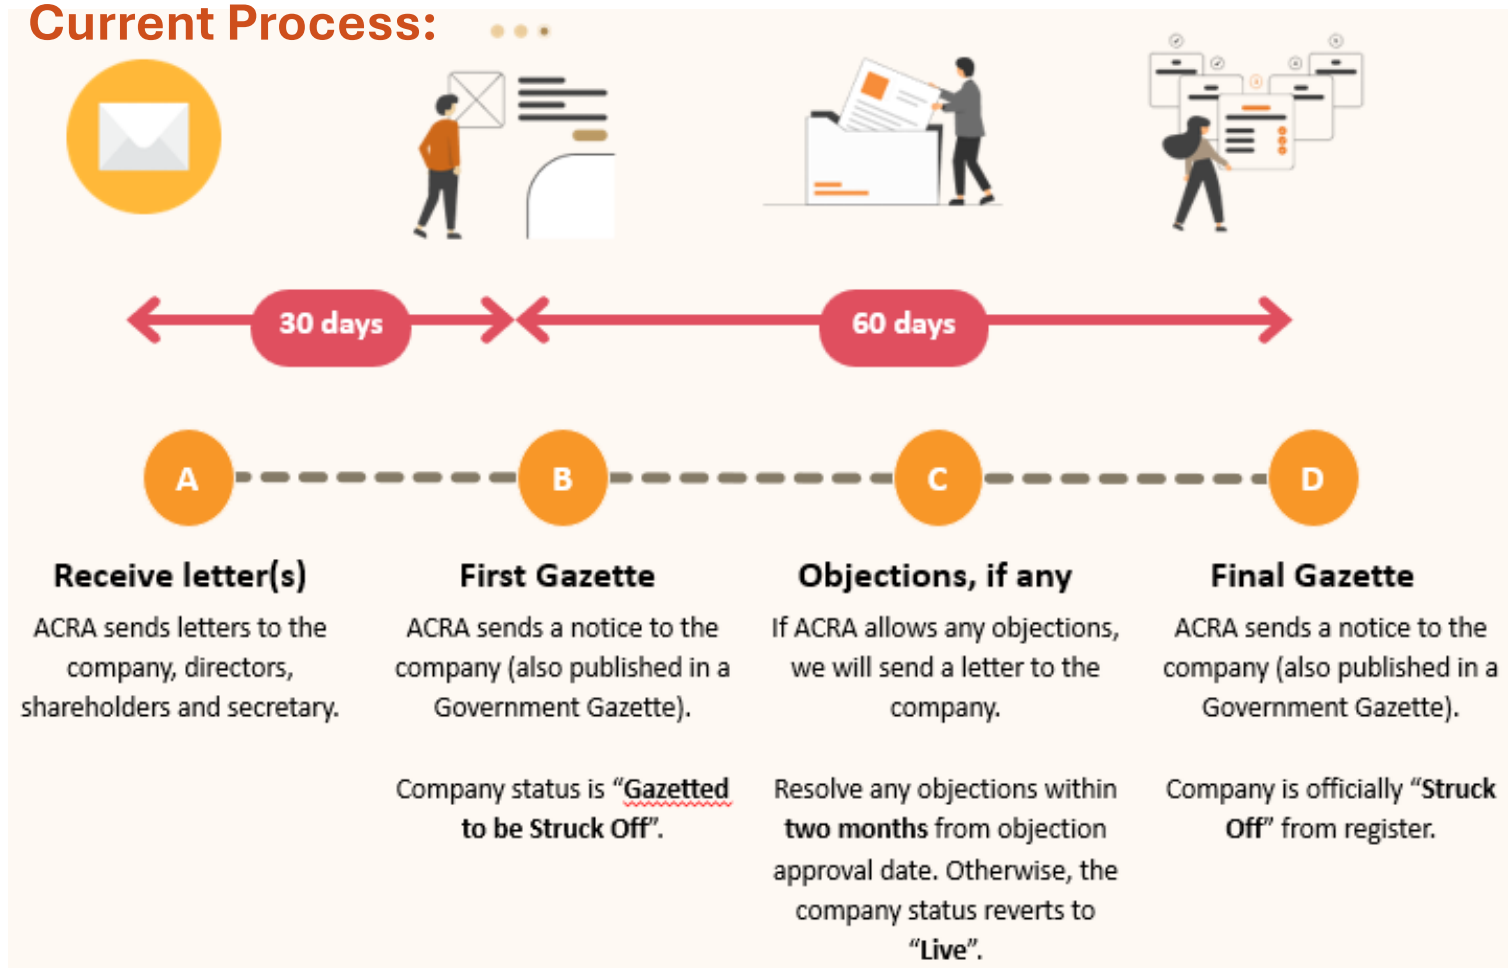 Current Process:
30 days
60 days
A
B
C
D
Receive letter(s)
ACRA sends letters to the
company, directors,
shareholders and secretary.
First Gazette
ACRA sends a notice to the
company (also published in a
Government Gazette).
Company status is “Gazetted
to be Struck Off”.
Objections, if any
If ACRA allows any objections,
we will send a letter to the
company.
Resolve any objections within
two months from objection
approval date. Otherwise, the
company status reverts to
“Live”.
Final Gazette
ACRA sends a notice to the
company (also published in a
Government Gazette).
Company is officially “Struck
Off” from register.